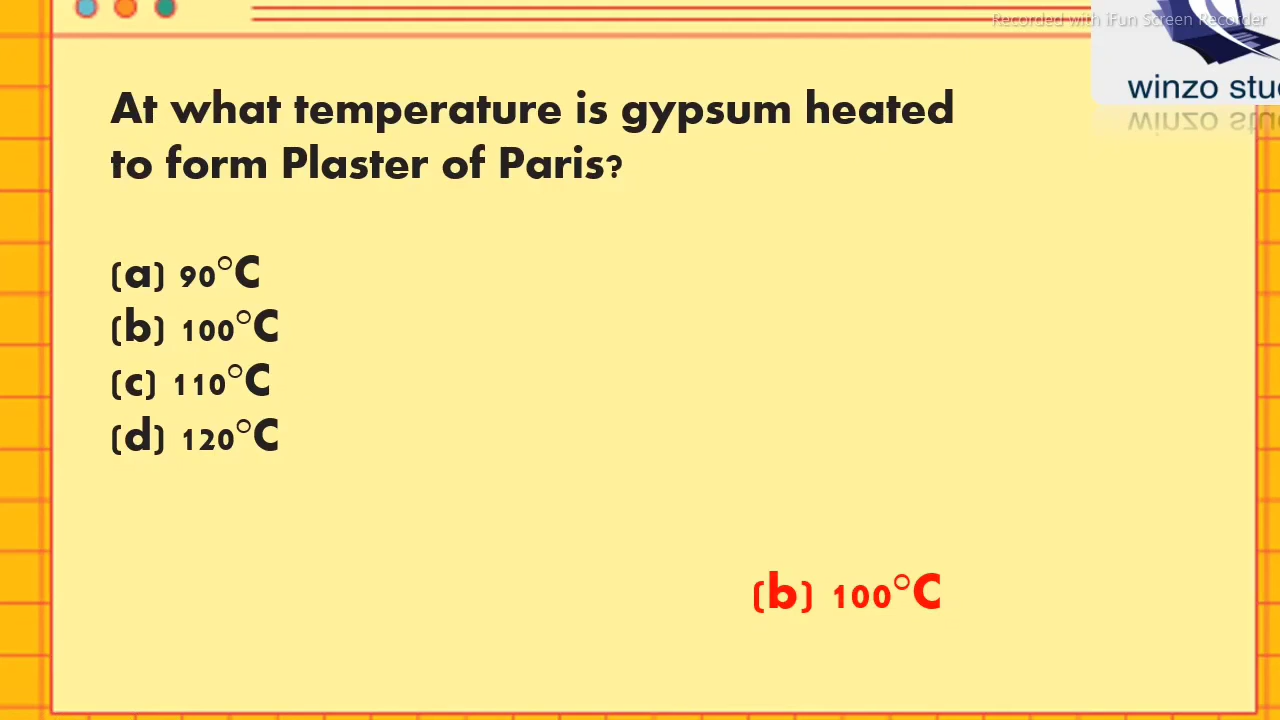 Recorded with iFun Screen Recorder
winzo stu
At what temperature is gypsum heated
to form Plaster of Paris?
(a) 90°C
(b) 100°C
(c) 110°C
(d) 120°C
(b) 100°C